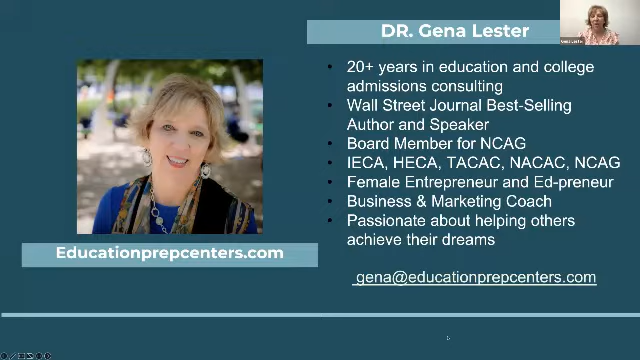 DR. Gena Lester
Gena Lester
• 20+ years in education and college
admissions consulting
• Wall Street Journal Best-Selling
Author and Speaker
• Board Member for NCAG
• IECA, HECA, TACAC, NACAC, NCAG
• Female Entrepreneur and Ed-preneur
• Business & Marketing Coach
• Passionate about helping others
achieve their dreams
Educationprepcenters.com
gena@educationprepcenters.com